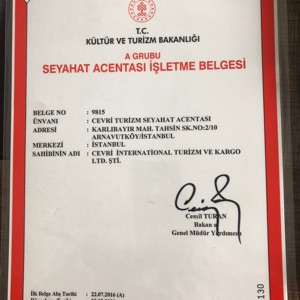 T.C.
KÜLTÜR VE TURİZM BAKANLIĞI
A GRUBU
SEYAHAT ACENTASI İŞLETME BELGESİ
BELGE NO : 9815
ÜNVANI : CEVRİ TURİZM SEYAHAT ACENTASI
ADRESİ : KARLIBAYIR MAH. TAHSİN SK.NO:2/10
ARNAVUTKÖY/İSTANBUL
MERKEZİ : İSTANBUL
SAHİBİNİN ADI : CEVRİ INTERNATIONAL TURİZM VE KARGO
LTD. ŞTİ.
Cemil TURAN
Bakan a.
Genel Müdür Yardımcısı
İlk Belge Alış Tarihi : 22.07.2016 (A)
130